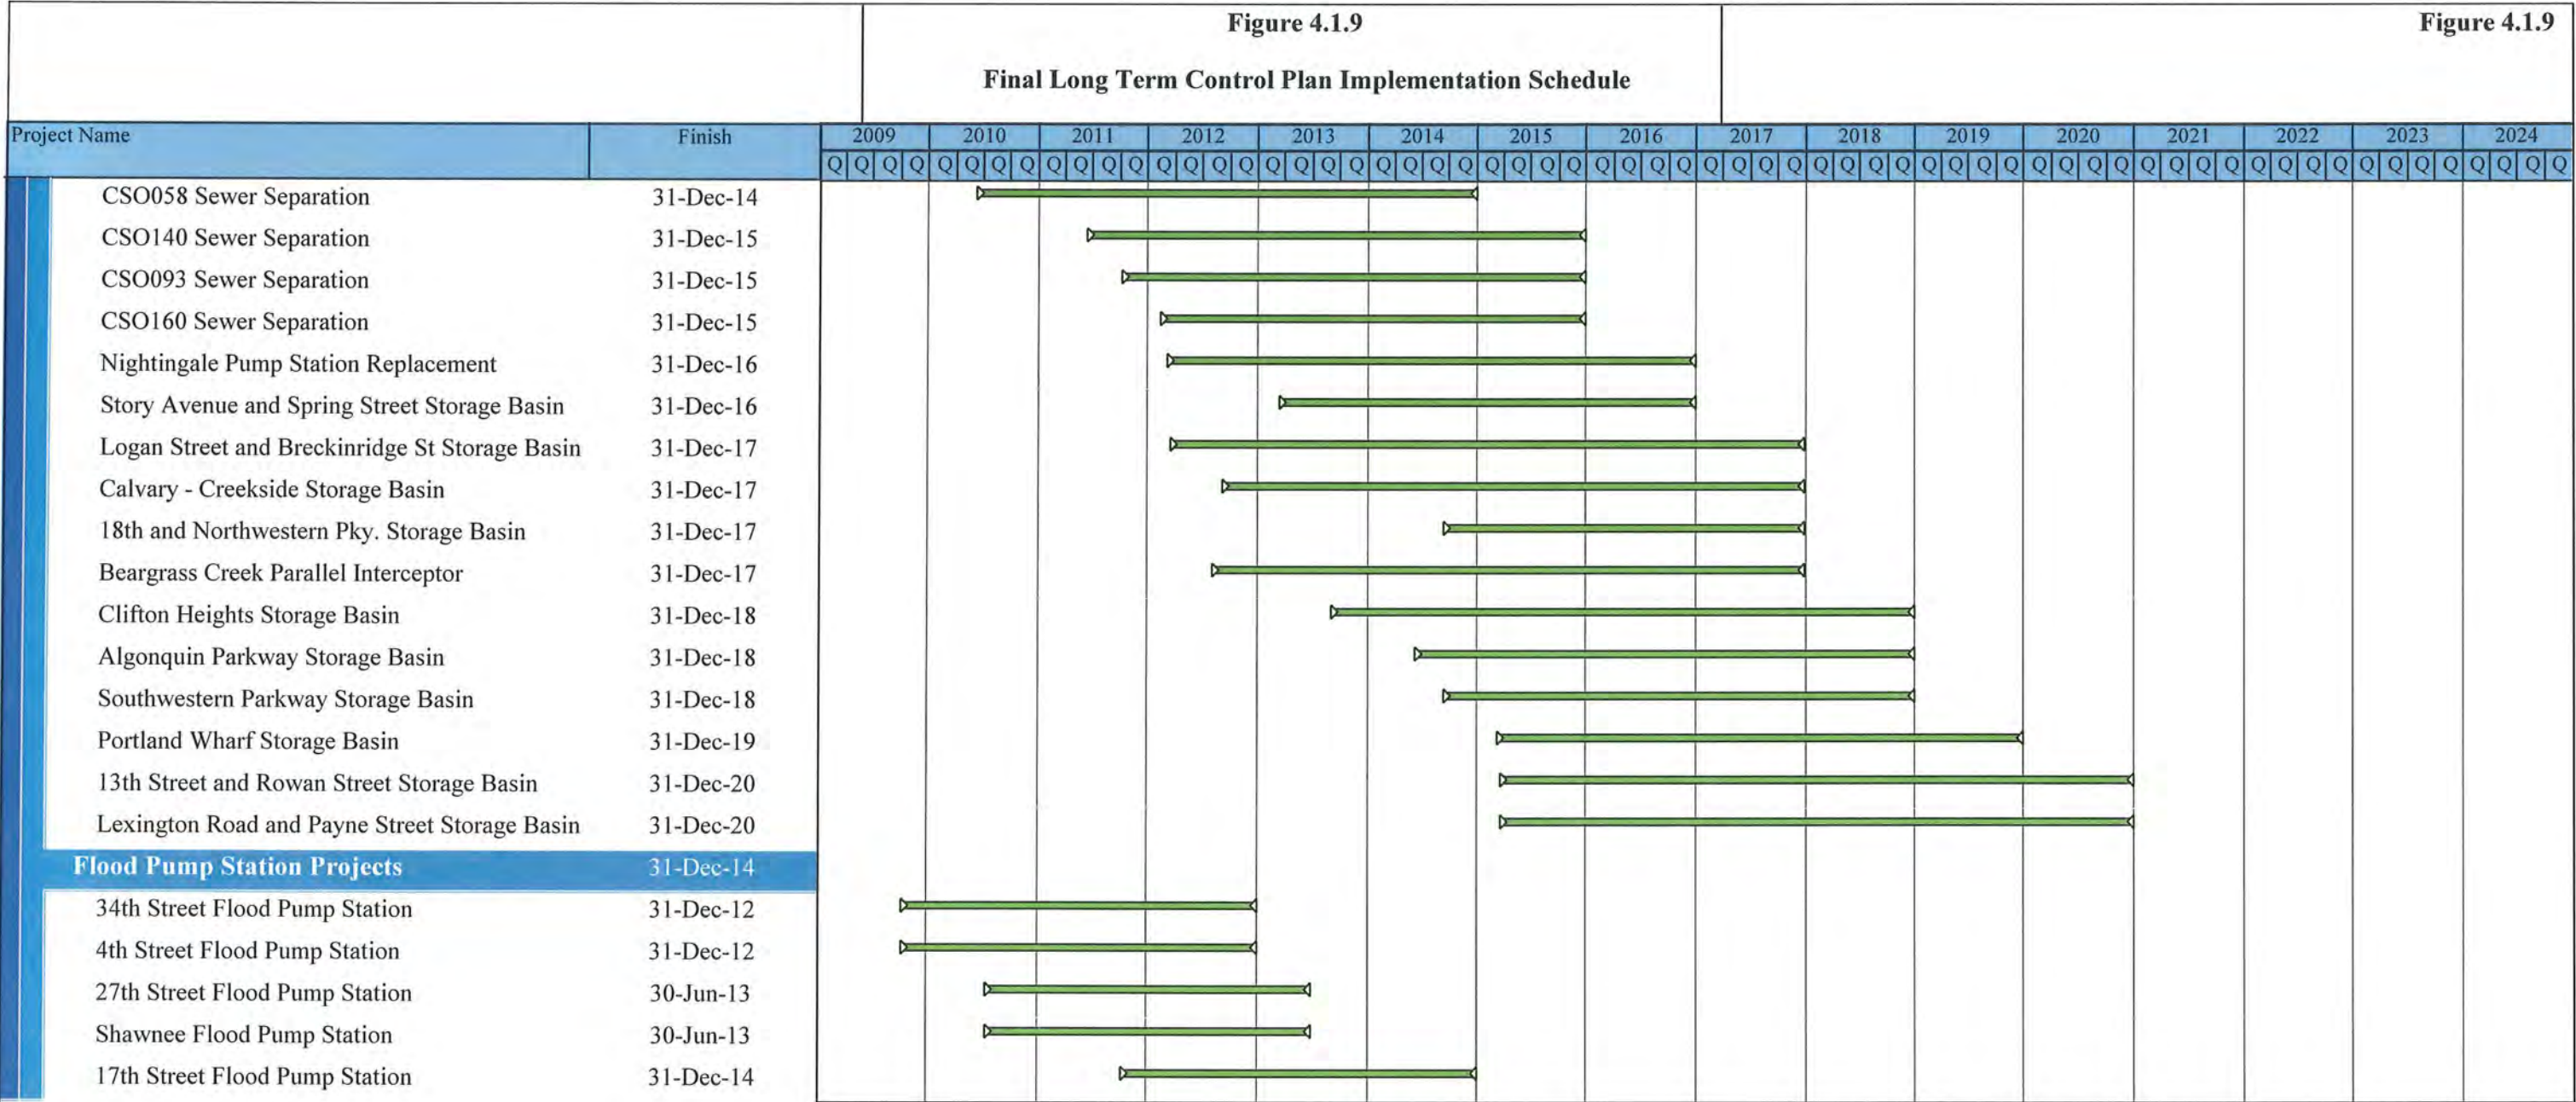 Figure 4.1.9
Figure 4.1.9
Final Long Term Control Plan Implementation Schedule
Project Name Finish 2009 2010 2011 2012 2013 2014 2015 2016 2017 2018 2019 2020 2021 2022 2023 2024
Q Q Q Q Q Q Q Q Q Q Q Q Q Q Q Q Q Q Q Q Q Q Q Q Q Q Q Q Q Q Q Q Q Q Q Q Q Q Q Q Q Q Q Q Q Q Q Q Q Q Q Q Q Q Q Q Q Q Q Q Q Q Q Q
CSO058 Sewer Separation 31-Dec-14
CSO140 Sewer Separation 31-Dec-15
CSO093 Sewer Separation 31-Dec-15
CSO160 Sewer Separation 31-Dec-15
Nightingale Pump Station Replacement 31-Dec-16
Story Avenue and Spring Street Storage Basin 31-Dec-16
Logan Street and Breckinridge St Storage Basin 31-Dec-17
Calvary - Creekside Storage Basin 31-Dec-17
18th and Northwestern Pky. Storage Basin 31-Dec-17
Beargrass Creek Parallel Interceptor 31-Dec-17
Clifton Heights Storage Basin 31-Dec-18
Algonquin Parkway Storage Basin 31-Dec-18
Southwestern Parkway Storage Basin 31-Dec-18
Portland Wharf Storage Basin 31-Dec-19
13th Street and Rowan Street Storage Basin 31-Dec-20
Lexington Road and Payne Street Storage Basin 31-Dec-20
Flood Pump Station Projects 31-Dec-14
34th Street Flood Pump Station 31-Dec-12
4th Street Flood Pump Station 31-Dec-12
27th Street Flood Pump Station 30-Jun-13
Shawnee Flood Pump Station 30-Jun-13
17th Street Flood Pump Station 31-Dec-14